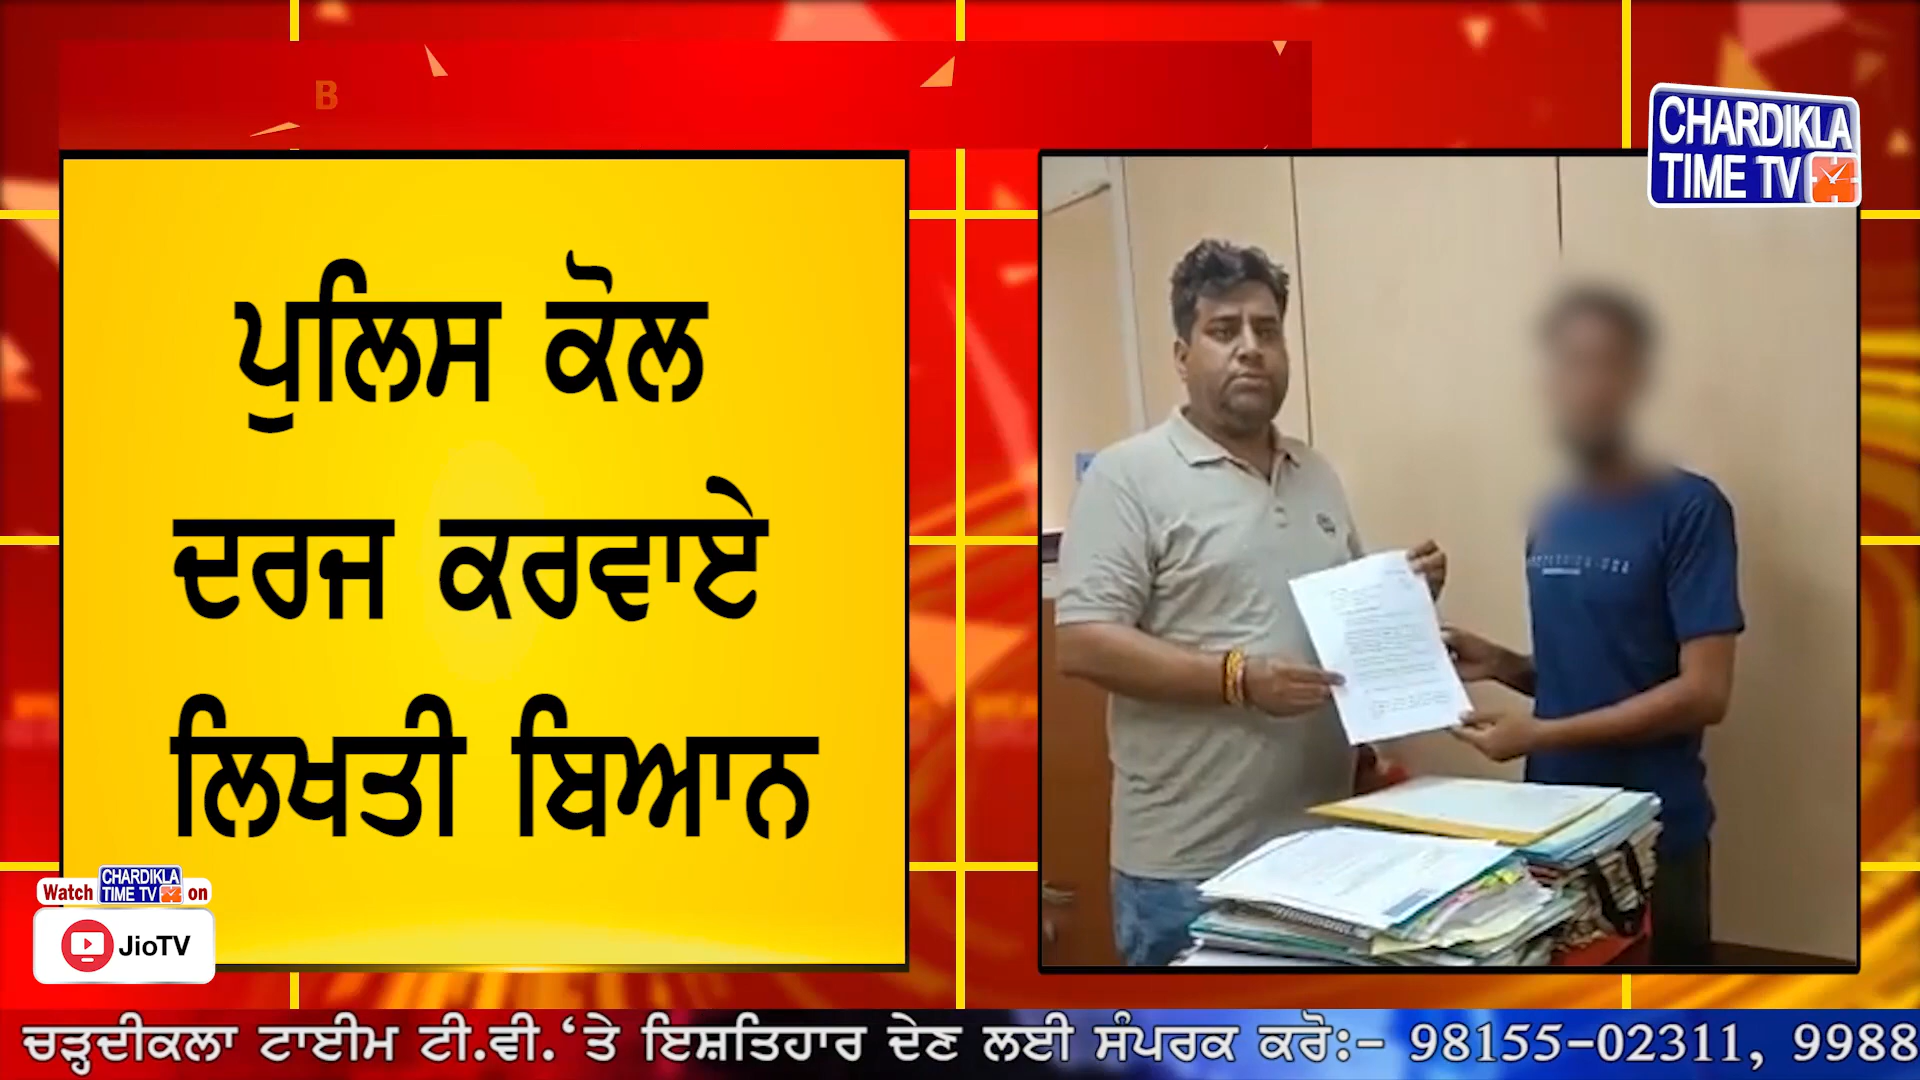 B
CHARDIKLA
TIME TV
ਪੁਲਿਸ ਕੋਲ
ਦਰਜ ਕਰਵਾਏ
ਲਿਖਤੀ ਬਿਆਨ
Watch CHARDIKLA TIME TV on
JioTV
ਚੜ੍ਹਦੀਕਲਾ ਟਾਈਮ ਟੀ.ਵੀ.‘ਤੇ ਇਸ਼ਤਿਹਾਰ ਦੇਣ ਲਈ ਸੰਪਰਕ ਕਰੋ:- 98155-02311, 9988